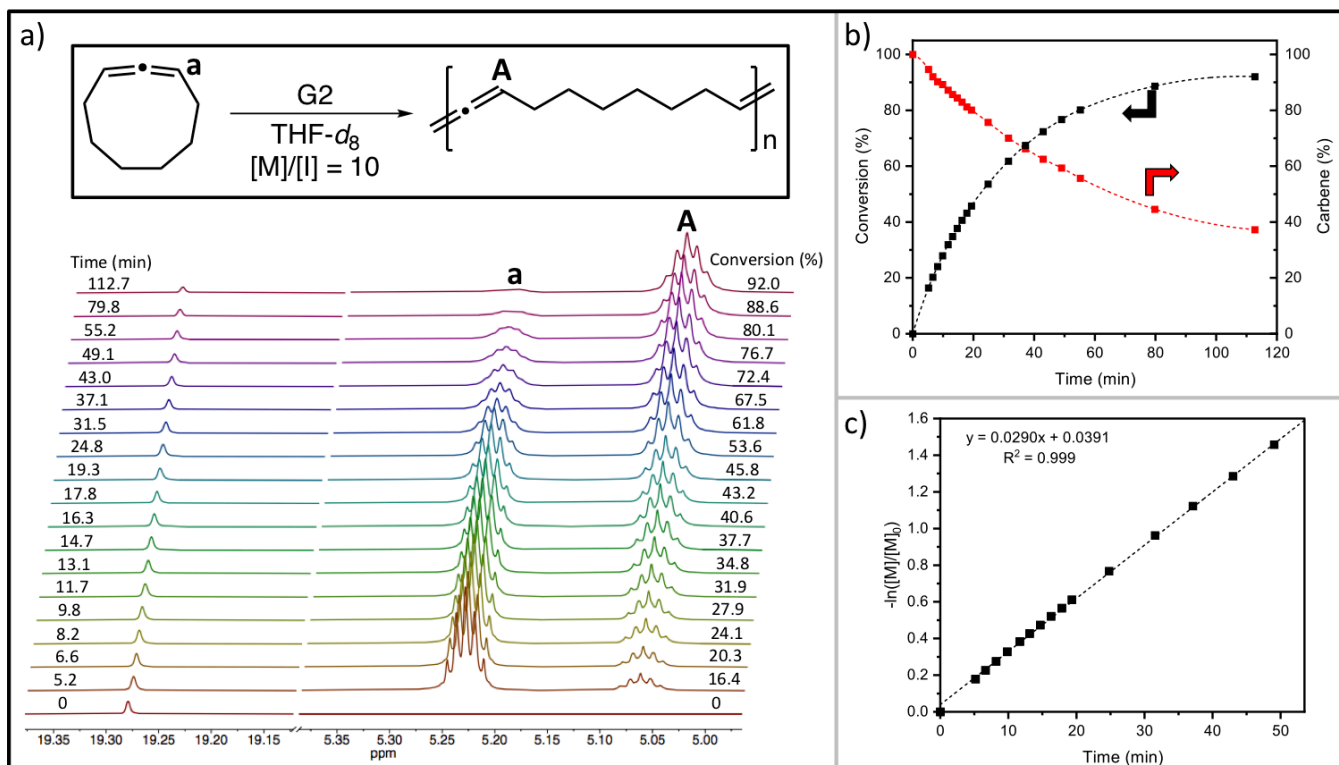 a)
a
G2
THF-d8
[M]/[I] = 10
A
n
Time (min)
Conversion (%)
a
A
112.7 92.0
79.8 88.6
55.2 80.1
49.1 76.7
43.0 72.4
37.1 67.5
31.5 61.8
24.8 53.6
19.3 45.8
17.8 43.2
16.3 40.6
14.7 37.7
13.1 34.8
11.7 31.9
9.8 27.9
8.2 24.1
6.6 20.3
5.2 16.4
0 0
19.35 19.30 19.25 19.20 19.15 5.35 5.30 5.25 5.20 5.15 5.10 5.05 5.00
ppm
b)
Conversion (%)
100
80
60
40
20
0
Carbene (%)
100
80
60
40
20
0
0 20 40 60 80 100 120
Time (min)
c)
y = 0.0290x + 0.0391
R² = 0.999
-ln([M]/[M]0)
1.6
1.4
1.2
1.0
0.8
0.6
0.4
0.2
0.0
0 10 20 30 40 50
Time (min)